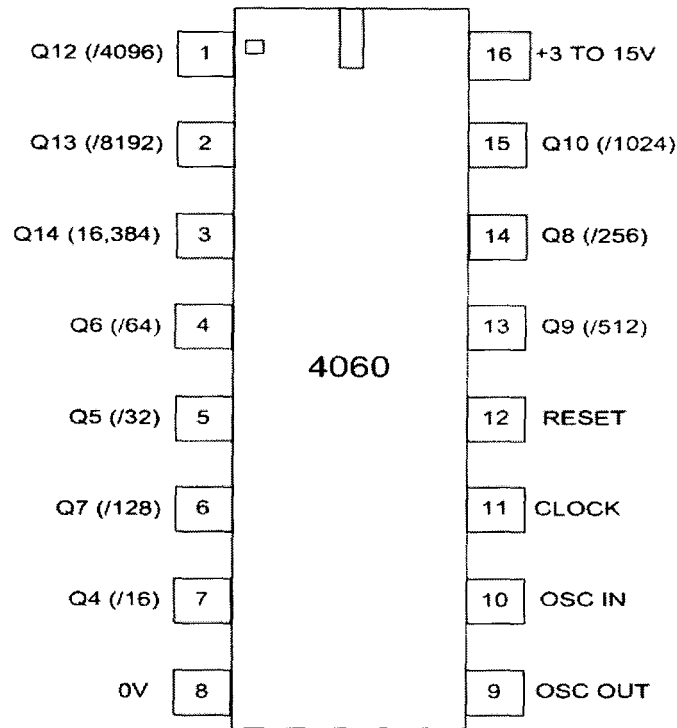 Q12 (/4096) 1 16 +3 TO 15V
Q13 (/8192) 2 15 Q10 (/1024)
Q14 (16,384) 3 14 Q8 (/256)
Q6 (/64) 4 13 Q9 (/512)
4060
Q5 (/32) 5 12 RESET
Q7 (/128) 6 11 CLOCK
Q4 (/16) 7 10 OSC IN
0V 8 9 OSC OUT